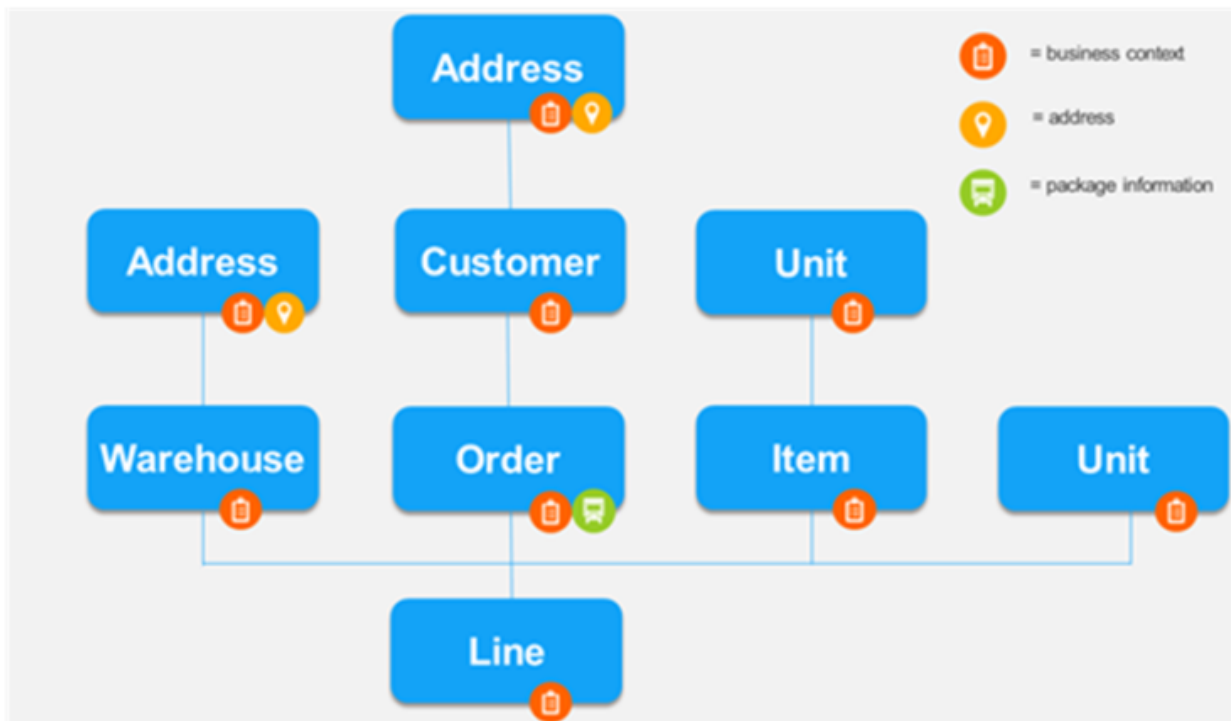 Address
= business context
= address
= package information
Address
Customer
Unit
Warehouse
Order
Item
Unit
Line